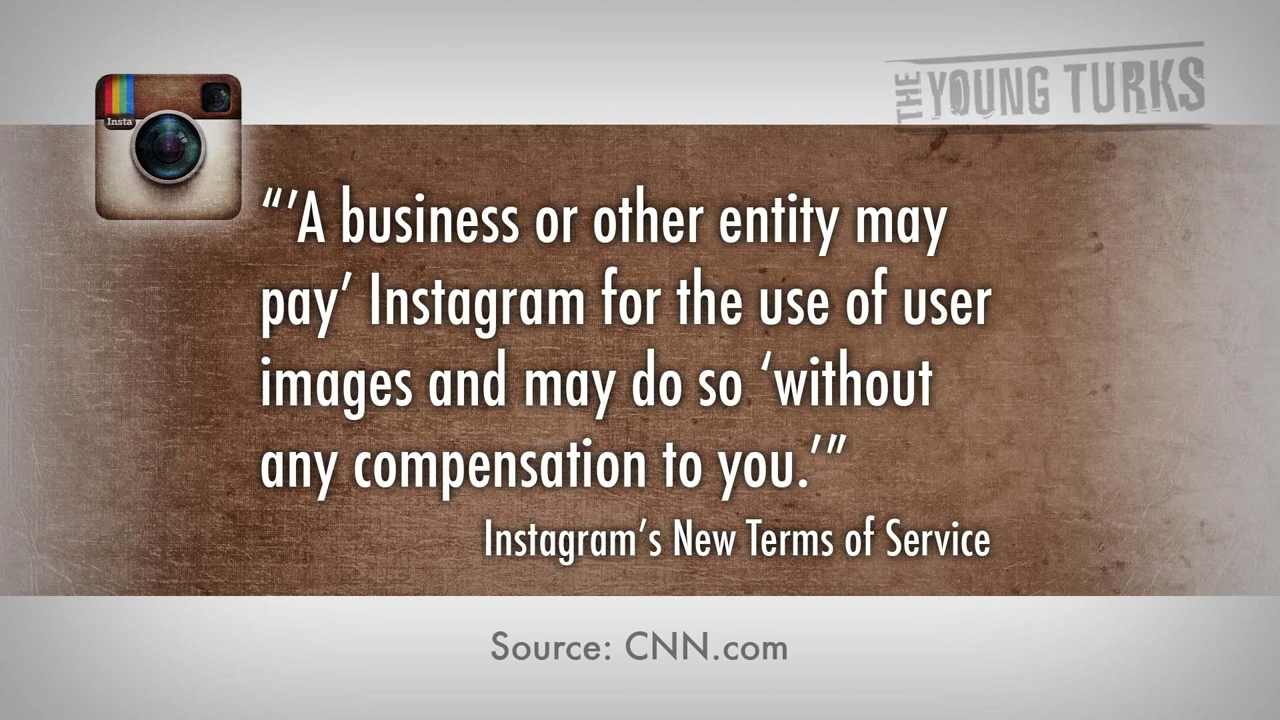 THE YOUNG TURKS
Insta
“‘A business or other entity may
pay’ Instagram for the use of user
images and may do so ‘without
any compensation to you.’”
Instagram’s New Terms of Service
Source: CNN.com